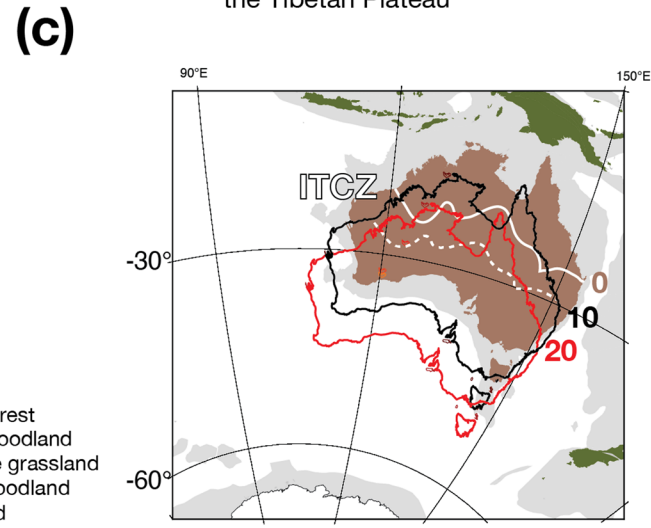 the Tibetan Plateau
(c)
90°E
150°E
ITCZ
-30°
0
10
20
rest
oodland
e grassland
oodland
d
-60°